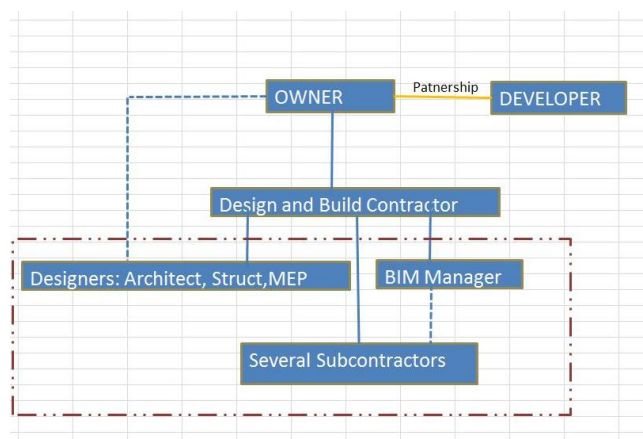 OWNER
Patnership
DEVELOPER
Design and Build Contractor
Designers: Architect, Struct,MEP
BIM Manager
Several Subcontractors